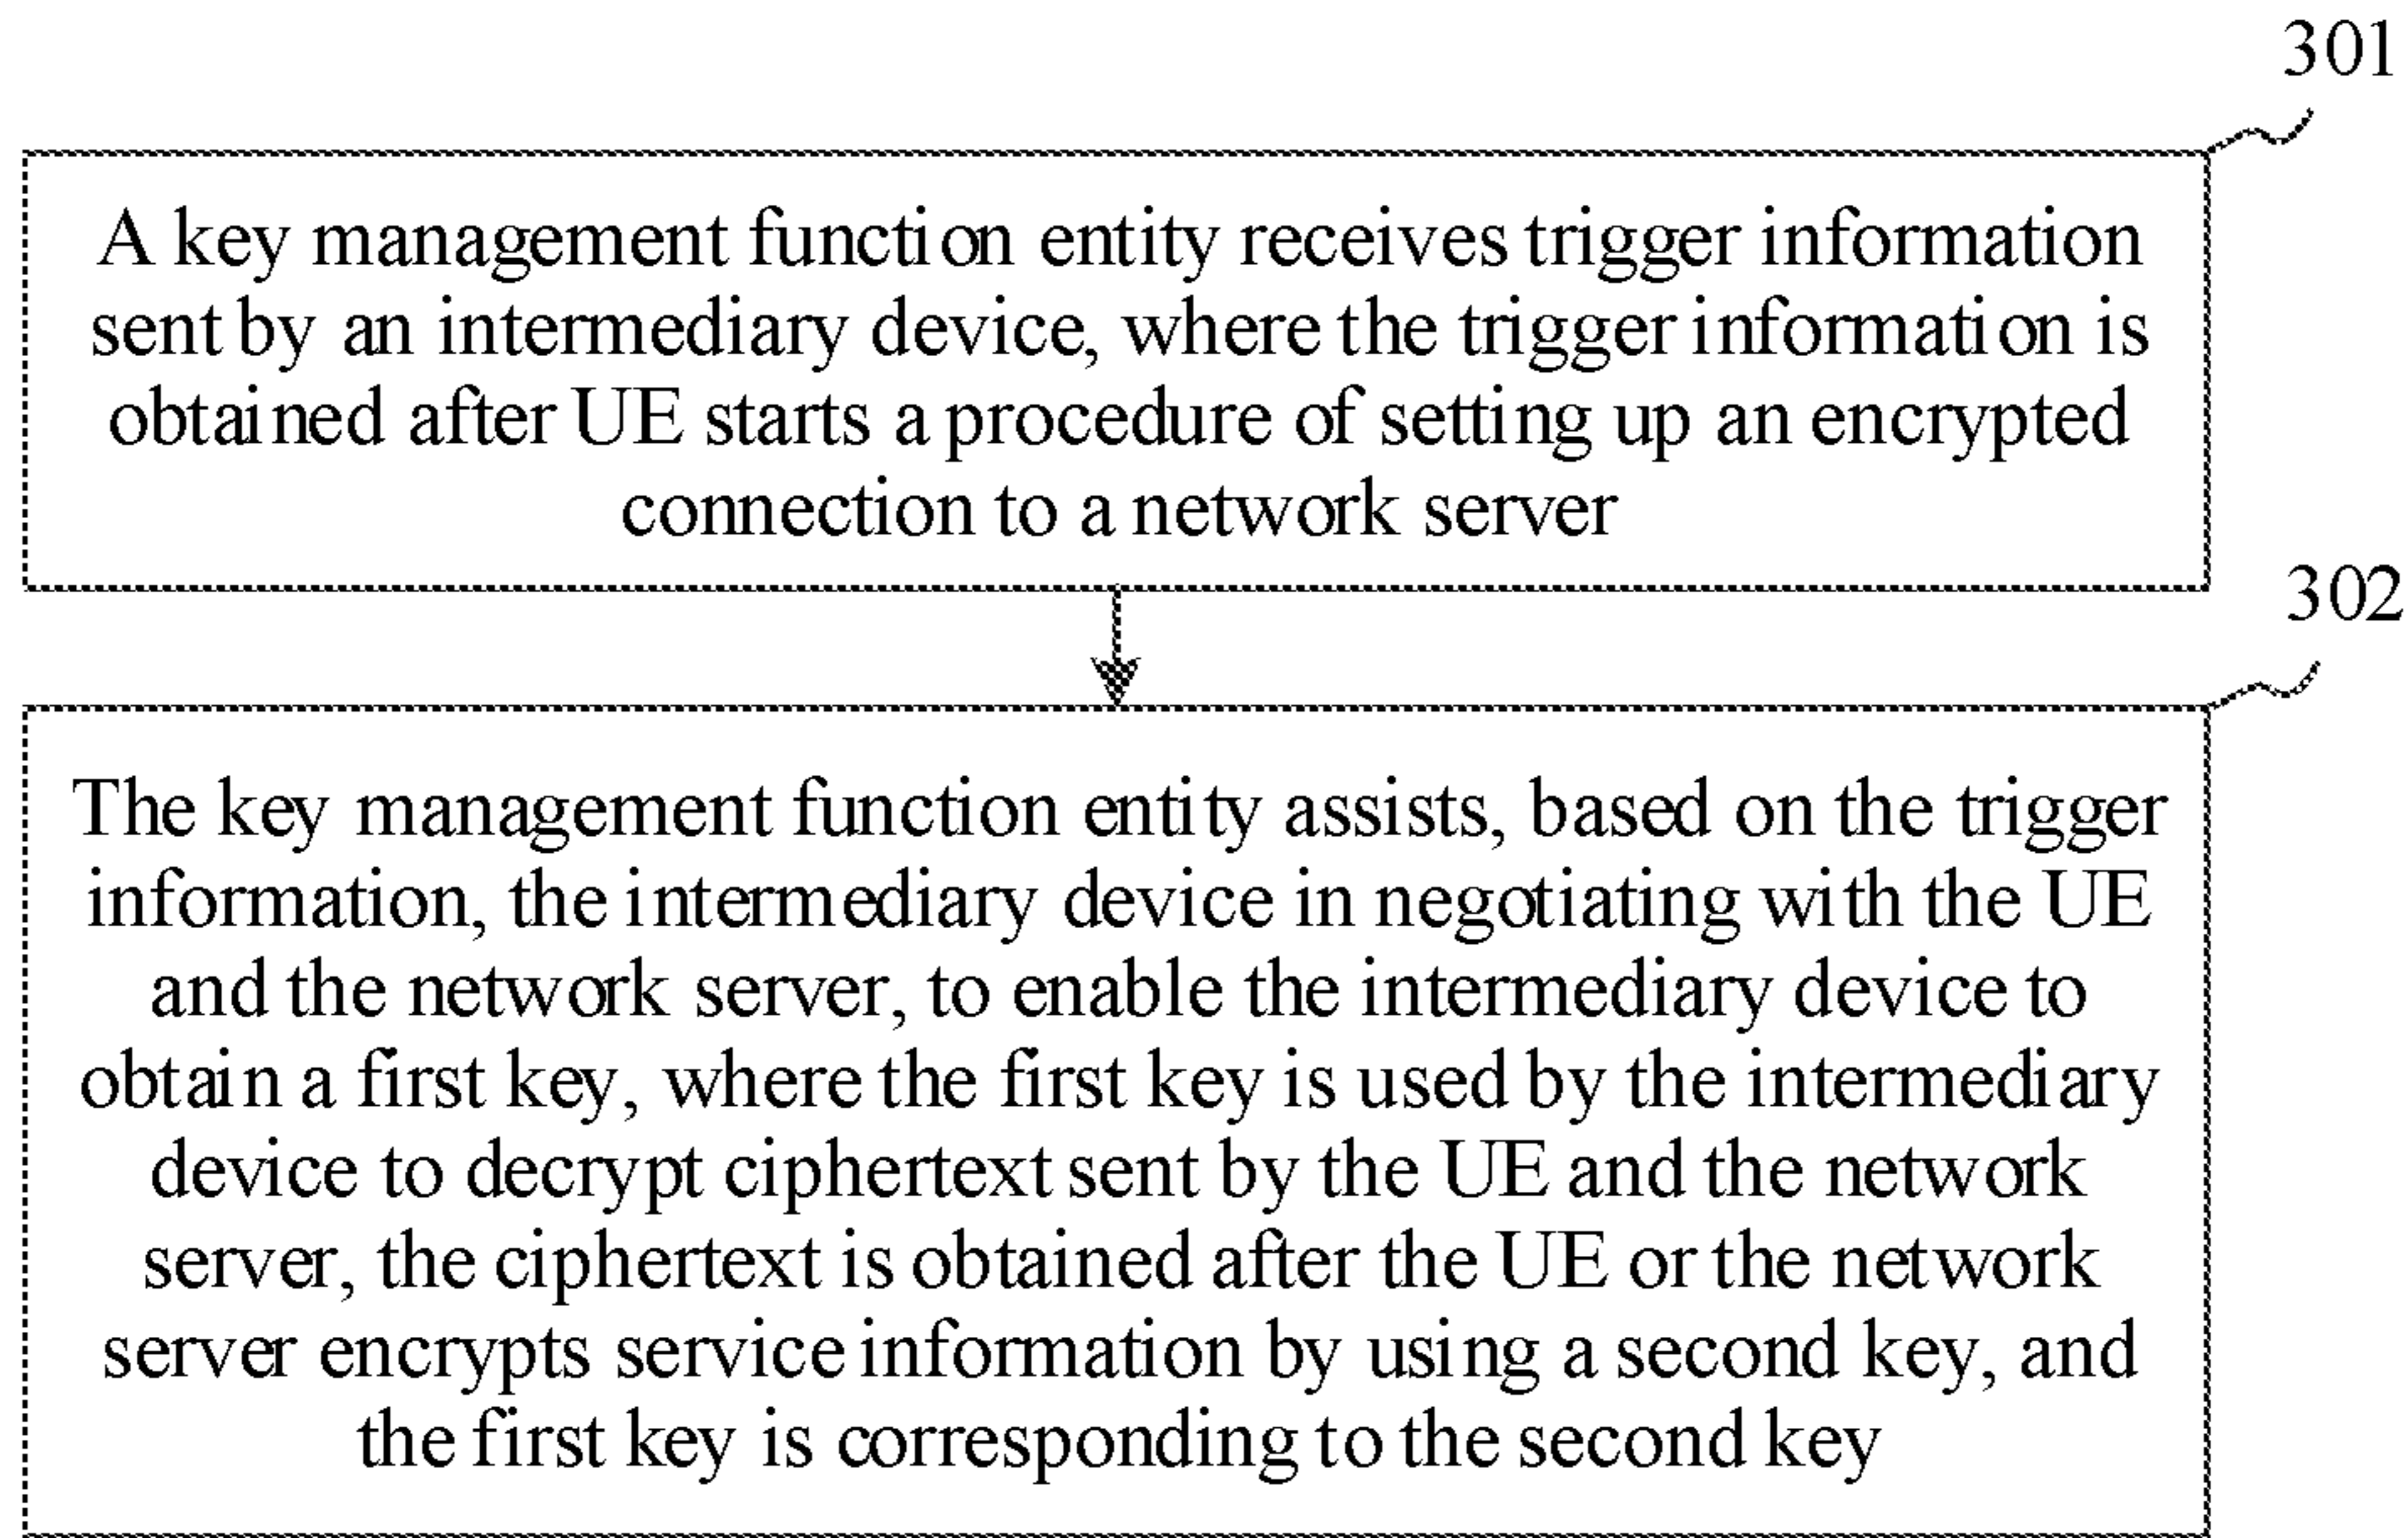 301
A key management function entity receives trigger information
sent by an intermediary device, where the trigger information is
obtained after UE starts a procedure of setting up an encrypted
connection to a network server
302
The key management function entity assists, based on the trigger
information, the intermediary device in negotiating with the UE
and the network server, to enable the intermediary device to
obtain a first key, where the first key is used by the intermediary
device to decrypt ciphertext sent by the UE and the network
server, the ciphertext is obtained after the UE or the network
server encrypts service information by using a second key, and
the first key is corresponding to the second key